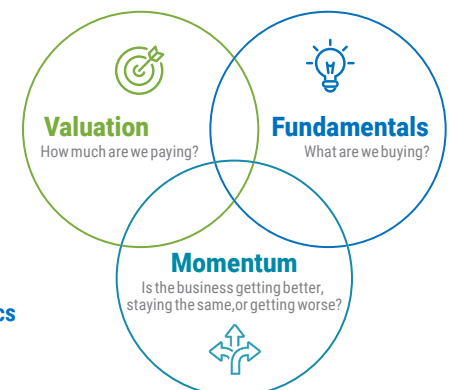 Valuation
How much are we paying?
Fundamentals
What are we buying?
Momentum
Is the business getting better,
staying the same,or getting worse?